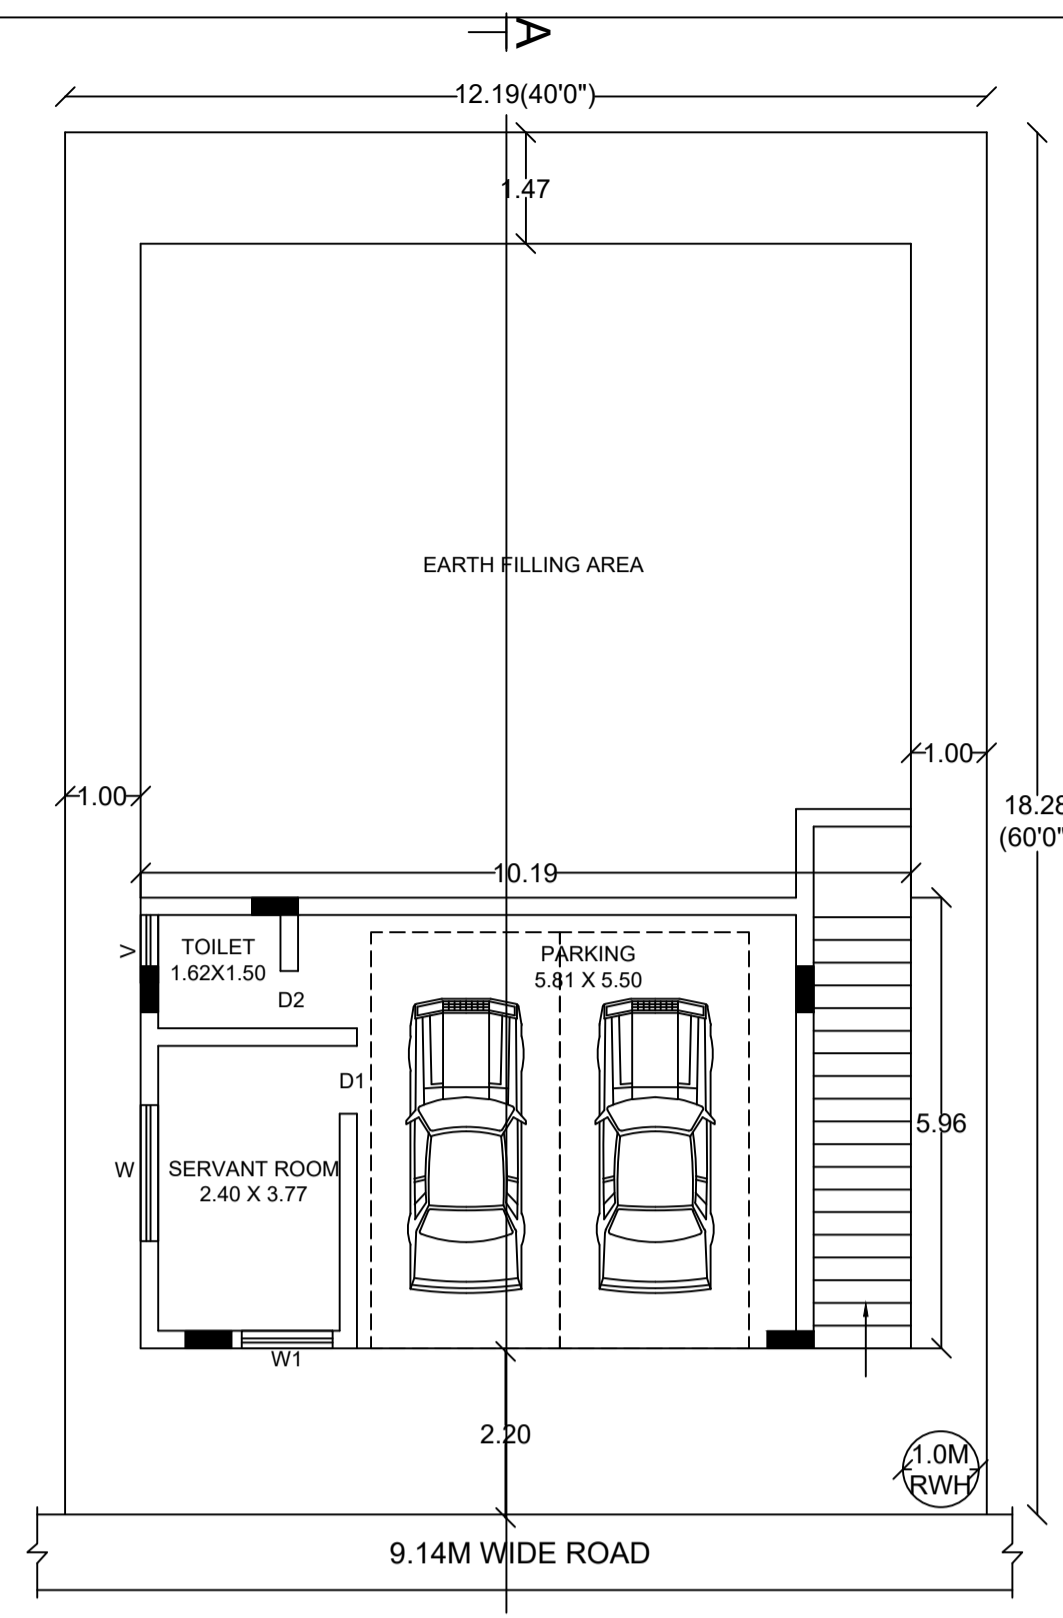 A
12.19(40'0")
1.47
EARTH FILLING AREA
1.00
1.00
18.28
(60'0"
10.19
V
TOILET
1.62X1.50
D2
PARKING
5.81 X 5.50
D1
5.96
W
SERVANT ROOM
2.40 X 3.77
W1
2.20
1.0M
RWH
9.14M WIDE ROAD